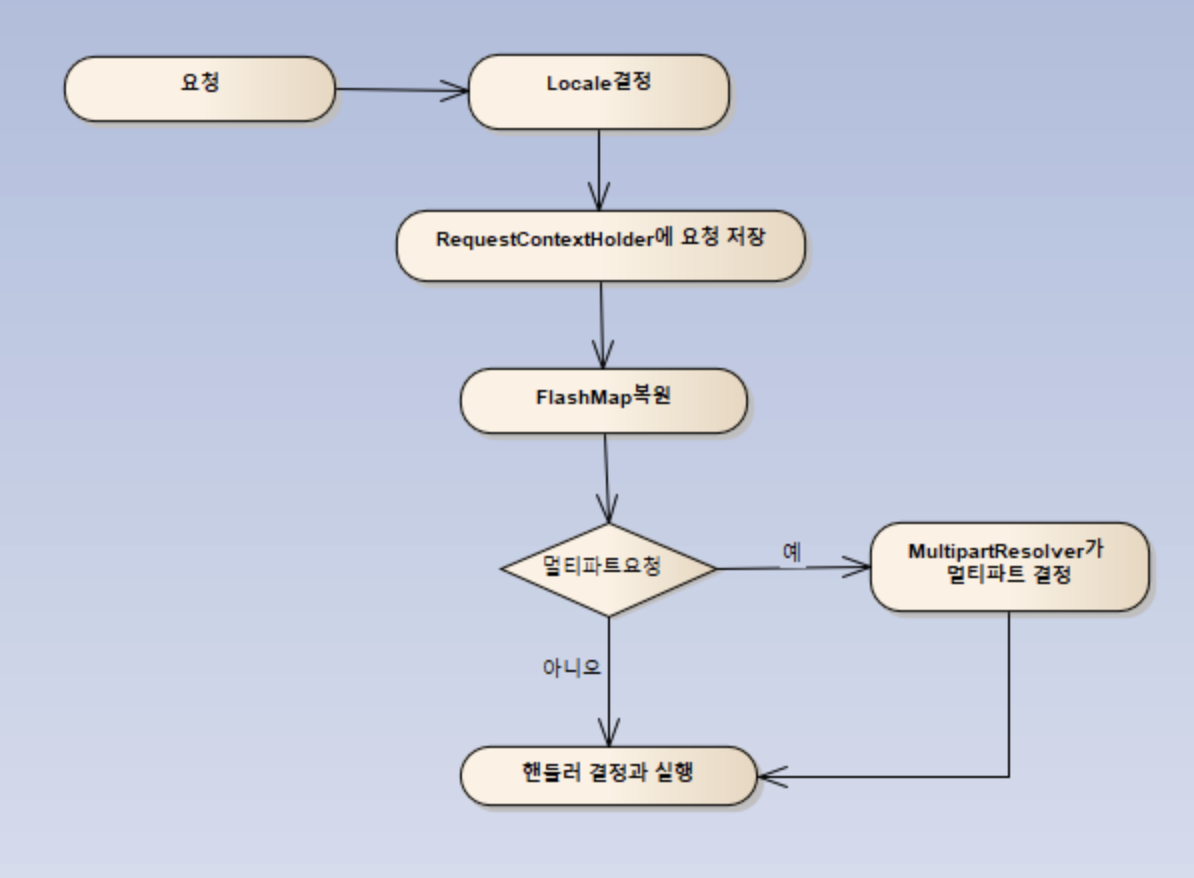 요청
Locale결정
RequestContextHolder에 요청 저장
FlashMap복원
멀티파트요청
예
MultipartResolver가
멀티파트 결정
아니오
핸들러 결정과 실행